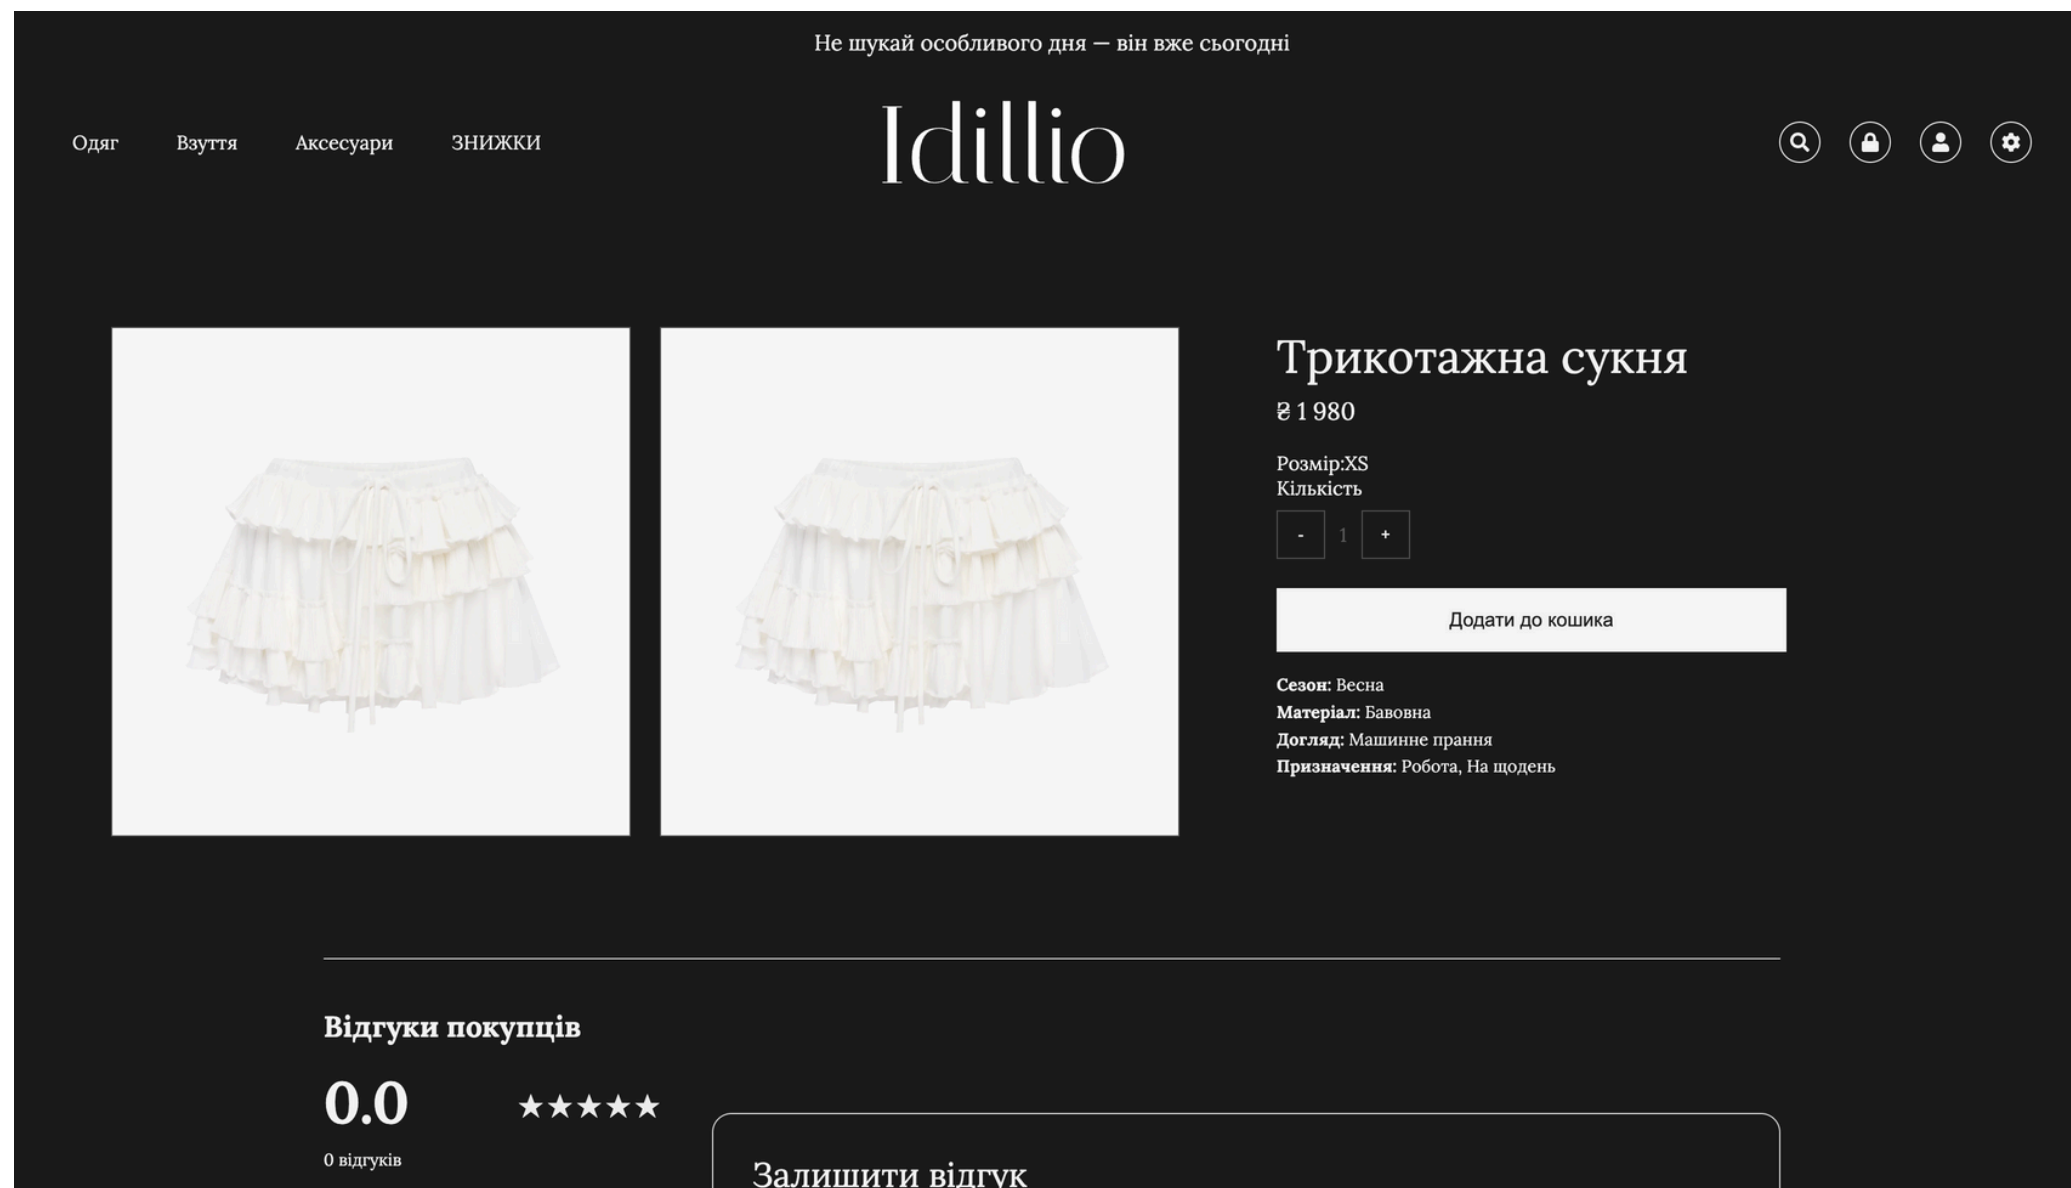 Не шукай особливого дня — він вже сьогодні
Одяг Взуття Аксесуари ЗНИЖКИ
Idillio
Трикотажна сукня
₴ 1 980
Розмір:XS
Кількість
- 1 +
Додати до кошика
Сезон: Весна
Матеріал: Бавовна
Догляд: Машинне прання
Призначення: Робота, На щодень
Відгуки покупців
0.0 ★★★★★
0 відгуків
Залишити відгук